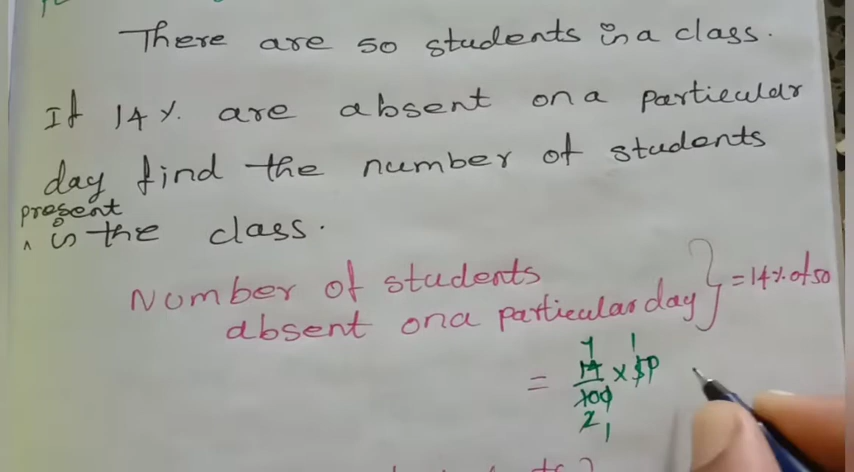 There are 50 students in a class.
If 14%. are absent on a particular
day find the number of students
present
^ in the class.
Number of students
absent on a particular day } = 14% of 50
7 1
= 14/100 x 50
2 1